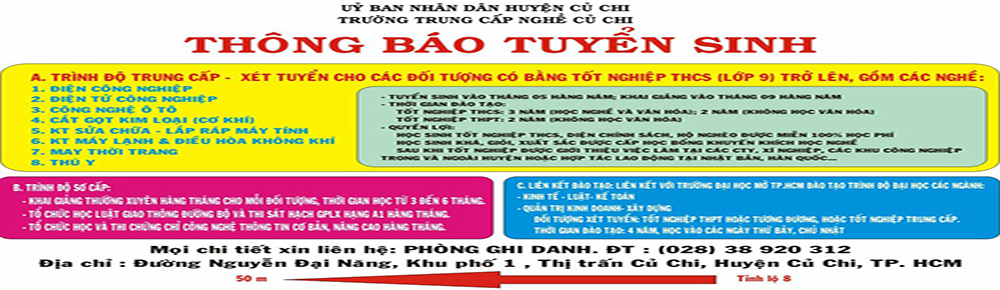 UỶ BAN NHÂN DÂN HUYỆN CỦ CHI
TRƯỜNG TRUNG CẤP NGHỀ CỦ CHI
THÔNG BÁO TUYỂN SINH
A. TRÌNH ĐỘ TRUNG CẤP - XÉT TUYỂN CHO CÁC ĐỐI TƯỢNG CÓ BẰNG TỐT NGHIỆP THCS (LỚP 9) TRỞ LÊN, GỒM CÁC NGHỀ:
1. ĐIỆN CÔNG NGHIỆP
2. ĐIỆN TỬ CÔNG NGHIỆP
3. CÔNG NGHỆ Ô TÔ
4. CẮT GỌT KIM LOẠI (CƠ KHÍ)
5. KT SỬA CHỮA - LẮP RÁP MÁY TÍNH
6. KT MÁY LẠNH & ĐIỀU HÒA KHÔNG KHÍ
7. MAY THỜI TRANG
8. THÚ Y
- TUYỂN SINH VÀO THÁNG 05 HÀNG NĂM; KHAI GIẢNG VÀO THÁNG 09 HÀNG NĂM
- THỜI GIAN ĐÀO TẠO:
TỐT NGHIỆP THCS: 3 NĂM (HỌC NGHỀ VÀ VĂN HÓA); 2 NĂM (KHÔNG HỌC VĂN HÓA)
TỐT NGHIỆP THPT: 2 NĂM (KHÔNG HỌC VĂN HÓA)
- QUYỀN LỢI:
HỌC SINH TỐT NGHIỆP THCS, DIỆN CHÍNH SÁCH, HỘ NGHÈO ĐƯỢC MIỄN 100% HỌC PHÍ
HỌC SINH KHÁ, GIỎI, XUẤT SẮC ĐƯỢC CẤP HỌC BỔNG KHUYẾN KHÍCH HỌC NGHỀ
SAU KHI TỐT NGHIỆP ĐƯỢC GIỚI THIỆU VIỆC LÀM TẠI CÁC CTY, XÍ NGHIỆP, CÁC KHU CÔNG NGHIỆP
TRONG VÀ NGOÀI HUYỆN HOẶC HỢP TÁC LAO ĐỘNG TẠI NHẬT BẢN, HÀN QUỐC...
B. TRÌNH ĐỘ SƠ CẤP:
- KHAI GIẢNG THƯỜNG XUYÊN HÀNG THÁNG CHO MỖI ĐỐI TƯỢNG, THỜI GIAN HỌC TỪ 3 ĐẾN 6 THÁNG.
- TỔ CHỨC HỌC LUẬT GIAO THÔNG ĐƯỜNG BỘ VÀ THI SÁT HẠCH GPLX HẠNG A1 HÀNG THÁNG.
- TỔ CHỨC HỌC VÀ THI CHỨNG CHỈ CÔNG NGHỆ THÔNG TIN CƠ BẢN, NÂNG CAO HÀNG THÁNG.
C. LIÊN KẾT ĐÀO TẠO: LIÊN KẾT VỚI TRƯỜNG ĐẠI HỌC MỞ TP.HCM ĐÀO TẠO TRÌNH ĐỘ ĐẠI HỌC CÁC NGÀNH:
- KINH TẾ - LUẬT- KẾ TOÁN
- QUẢN TRỊ KINH DOANH- XÂY DỰNG
ĐỐI TƯỢNG XÉT TUYỂN: TỐT NGHIỆP THPT HOẶC TƯƠNG ĐƯƠNG, HOẶC TỐT NGHIỆP TRUNG CẤP.
THỜI GIAN ĐÀO TẠO: 4 NĂM, HỌC VÀO CÁC NGÀY THỨ BẢY, CHỦ NHẬT
Mọi chi tiết xin liên hệ: PHÒNG GHI DANH. ĐT : (028) 38 920 312
Địa chỉ : Đường Nguyễn Đại Năng, Khu phố 1 , Thị trấn Củ Chi, Huyện Củ Chi, TP. HCM
50 m
Tỉnh lộ 8